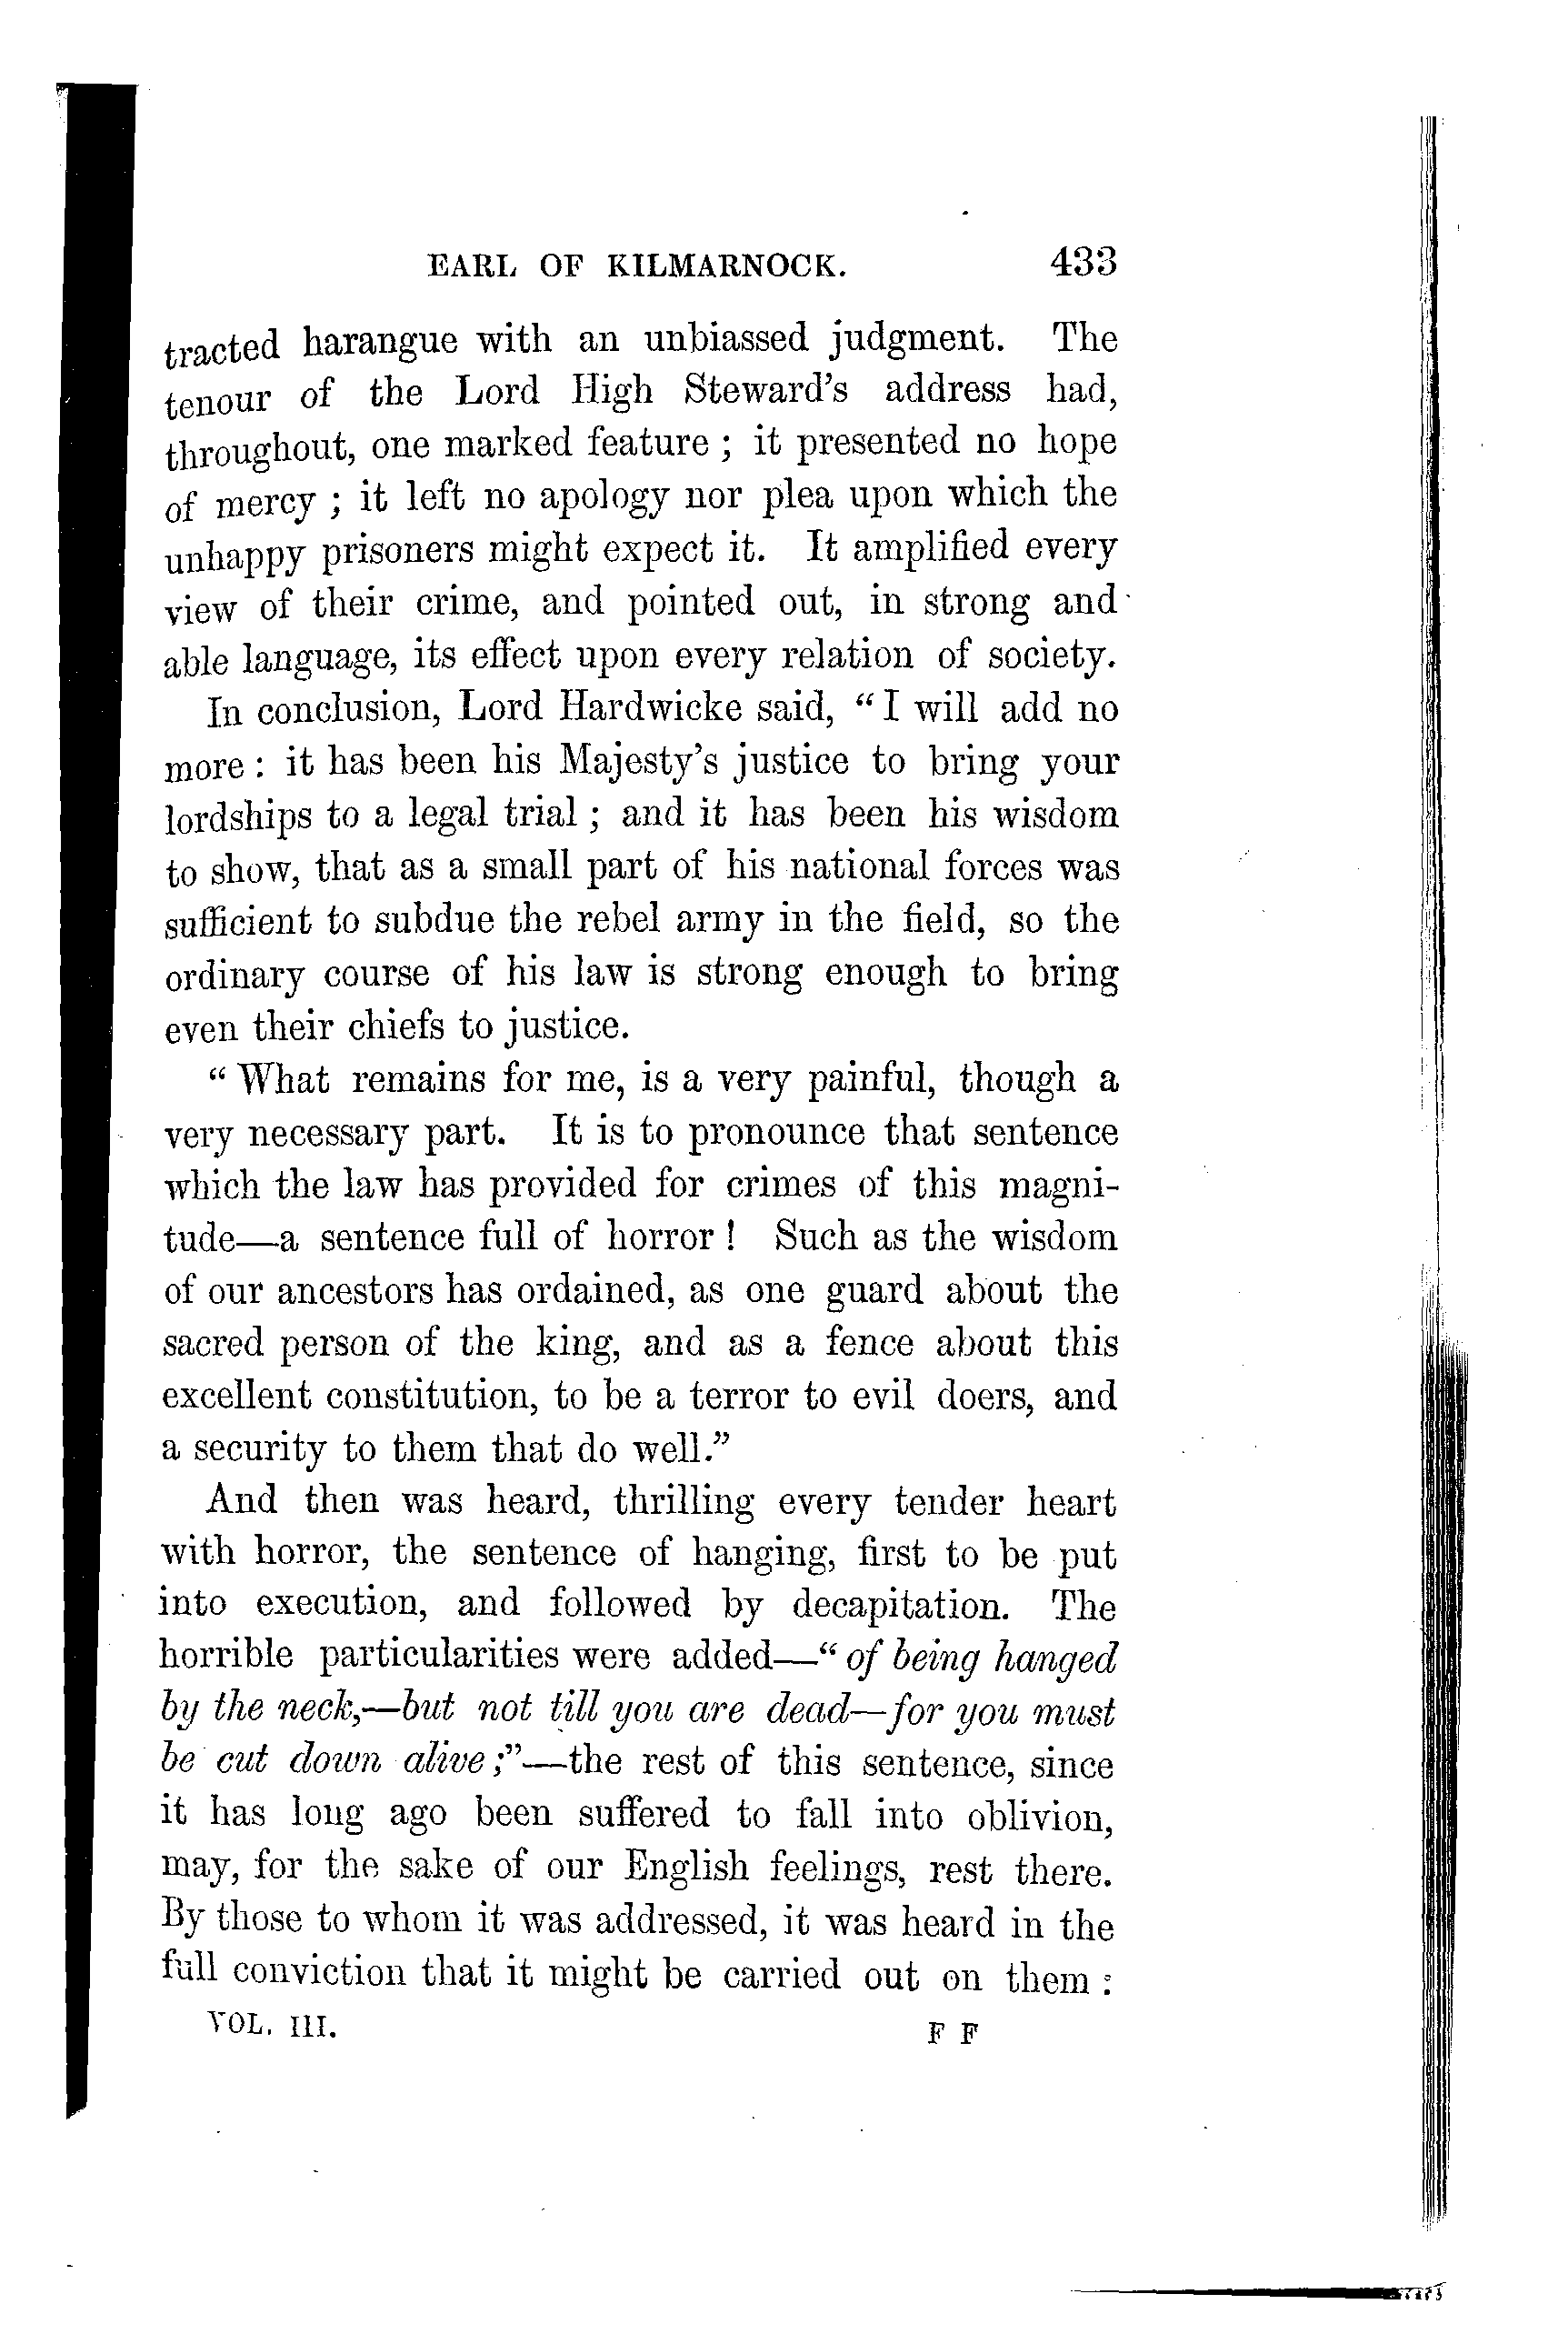 EARL OF KILMARNOCK. 433
tracted harangue with an unbiassed judgment. The
tenour of the Lord High Steward's address had,
throughout, one marked feature ; it presented no hope
of mercy ; it left no apology nor plea upon which the
unhappy prisoners might expect it. It amplified every
view of their crime, and pointed out, in strong and
able language, its effect upon every relation of society.
In conclusion, Lord Hardwicke said, “ I will add no
more : it has been his Majesty's justice to bring your
lordships to a legal trial ; and it has been his wisdom
to show, that as a small part of his national forces was
sufficient to subdue the rebel army in the field, so the
ordinary course of his law is strong enough to bring
even their chiefs to justice.
“ What remains for me, is a very painful, though a
very necessary part. It is to pronounce that sentence
which the law has provided for crimes of this magni-
tude—a sentence full of horror ! Such as the wisdom
of our ancestors has ordained, as one guard about the
sacred person of the king, and as a fence about this
excellent constitution, to be a terror to evil doers, and
a security to them that do well.”
And then was heard, thrilling every tender heart
with horror, the sentence of hanging, first to be put
into execution, and followed by decapitation. The
horrible particularities were added—“ of being hanged
by the neck,—but not till you are dead—for you must
be cut down alive ;”—the rest of this sentence, since
it has long ago been suffered to fall into oblivion,
may, for the sake of our English feelings, rest there.
By those to whom it was addressed, it was heard in the
full conviction that it might be carried out on them :
VOL. III. F F